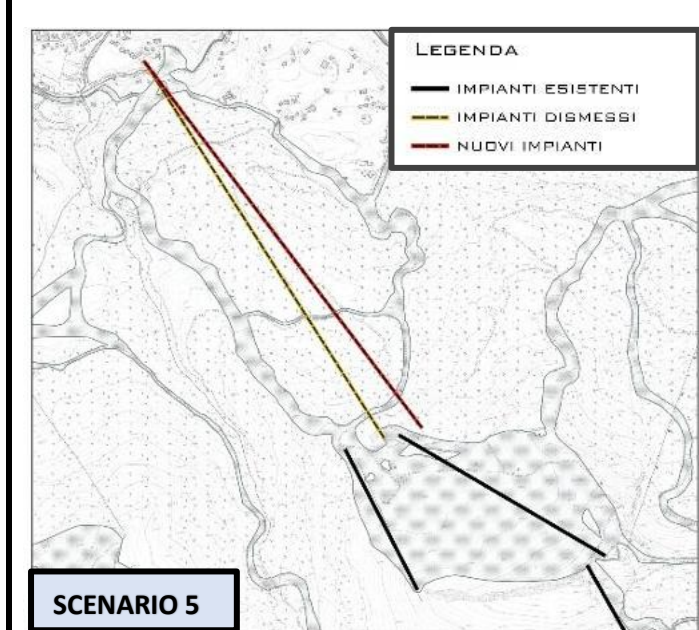 LEGENDA
IMPIANTI ESISTENTI
IMPIANTI DISMESSI
NUOVI IMPIANTI
SCENARIO 5